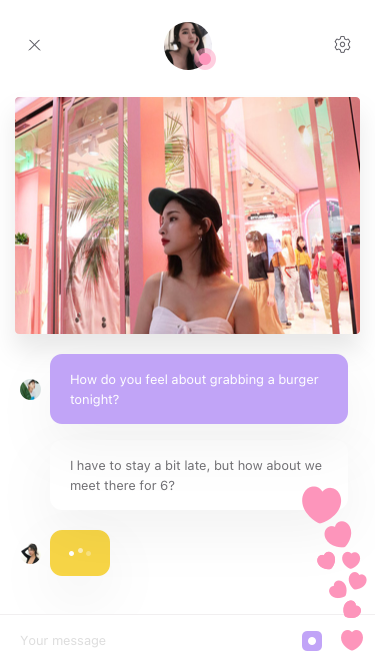 How do you feel about grabbing a burger
tonight?
I have to stay a bit late, but how about we
meet there for 6?
Your message